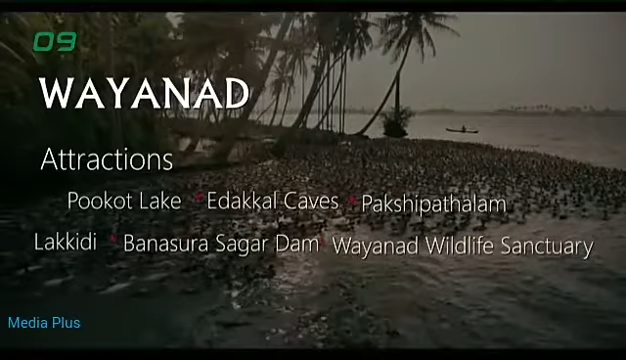 09
WAYANAD
Attractions
Pookot Lake * Edakkal Caves * Pakshipathalam
Lakkidi * Banasura Sagar Dam Wayanad Wildlife Sanctuary
Media Plus